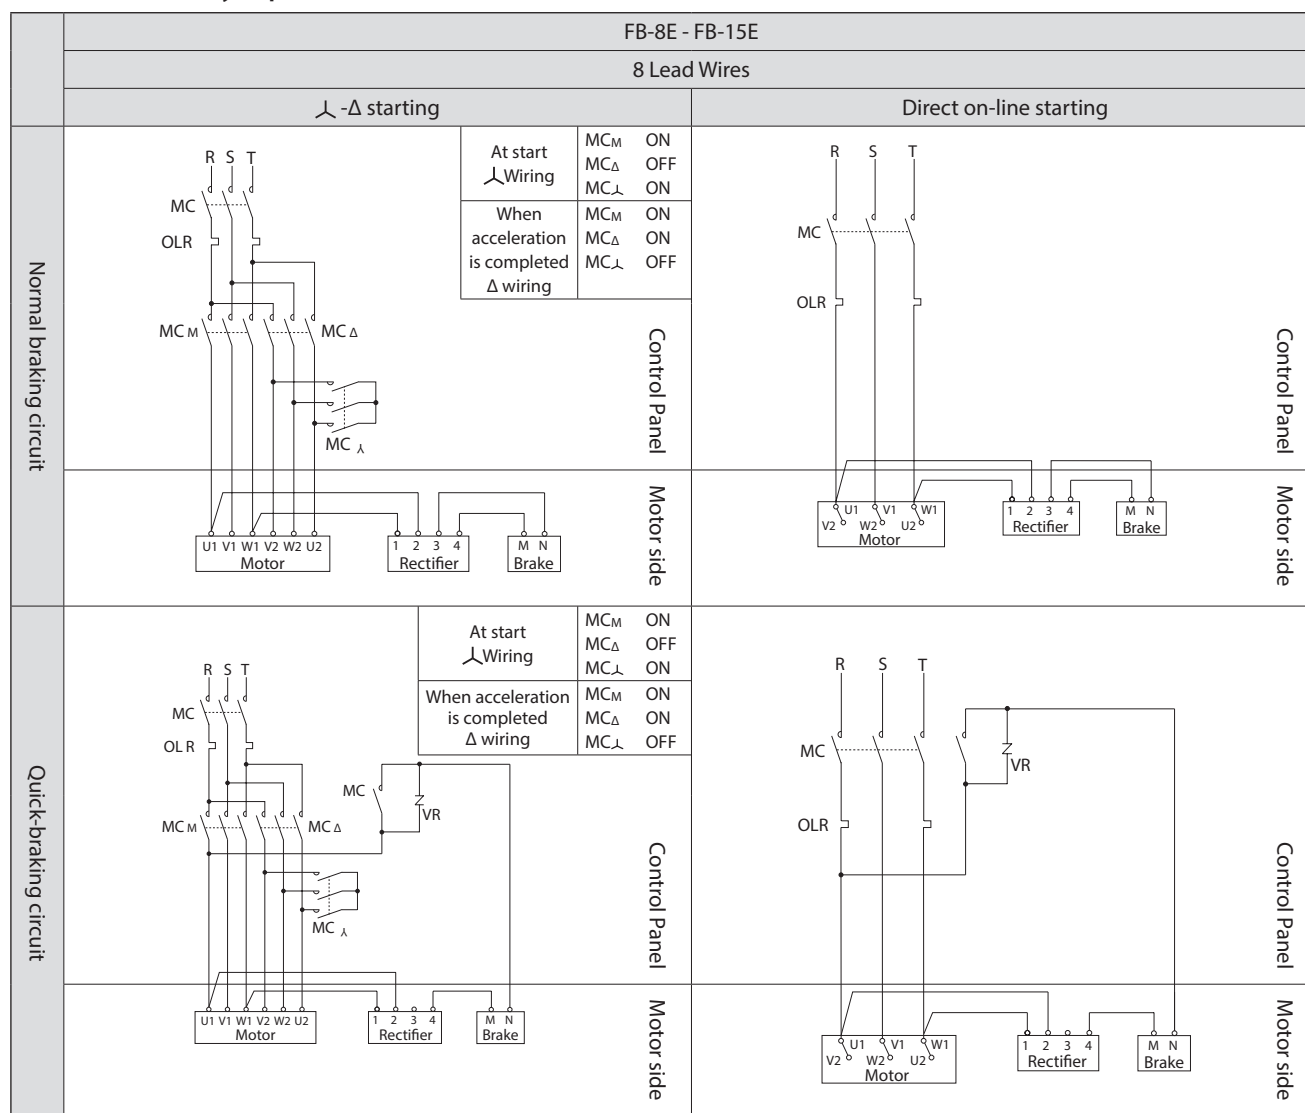 FB-8E - FB-15E
8 Lead Wires
⅄ -Δ starting
Direct on-line starting
Normal braking circuit
R S T
MC
OLR
MC M
MC Δ
MC ⅄
At start
⅄Wiring
MCM ON
MCΔ OFF
MC⅄ ON
When
acceleration
is completed
Δ wiring
MCM ON
MCΔ ON
MC⅄ OFF
Control Panel
Motor side
U1 V1 W1 V2 W2 U2
Motor
1 2 3 4
Rectifier
M N
Brake
R S T
MC
OLR
Control Panel
Motor side
U1 V1 W1
V2 W2 U2
Motor
1 2 3 4
Rectifier
M N
Brake
Quick-braking circuit
R S T
MC
OL R
MC M
MC Δ
MC ⅄
MC
VR
At start
⅄Wiring
MCM ON
MCΔ OFF
MC⅄ ON
When acceleration
is completed
Δ wiring
MCM ON
MCΔ ON
MC⅄ OFF
Control Panel
Motor side
U1 V1 W1 V2 W2 U2
Motor
1 2 3 4
Rectifier
M N
Brake
R S T
MC
VR
OLR
Control Panel
Motor side
U1 V1 W1
V2 W2 U2
Motor
1 2 3 4
Rectifier
M N
Brake